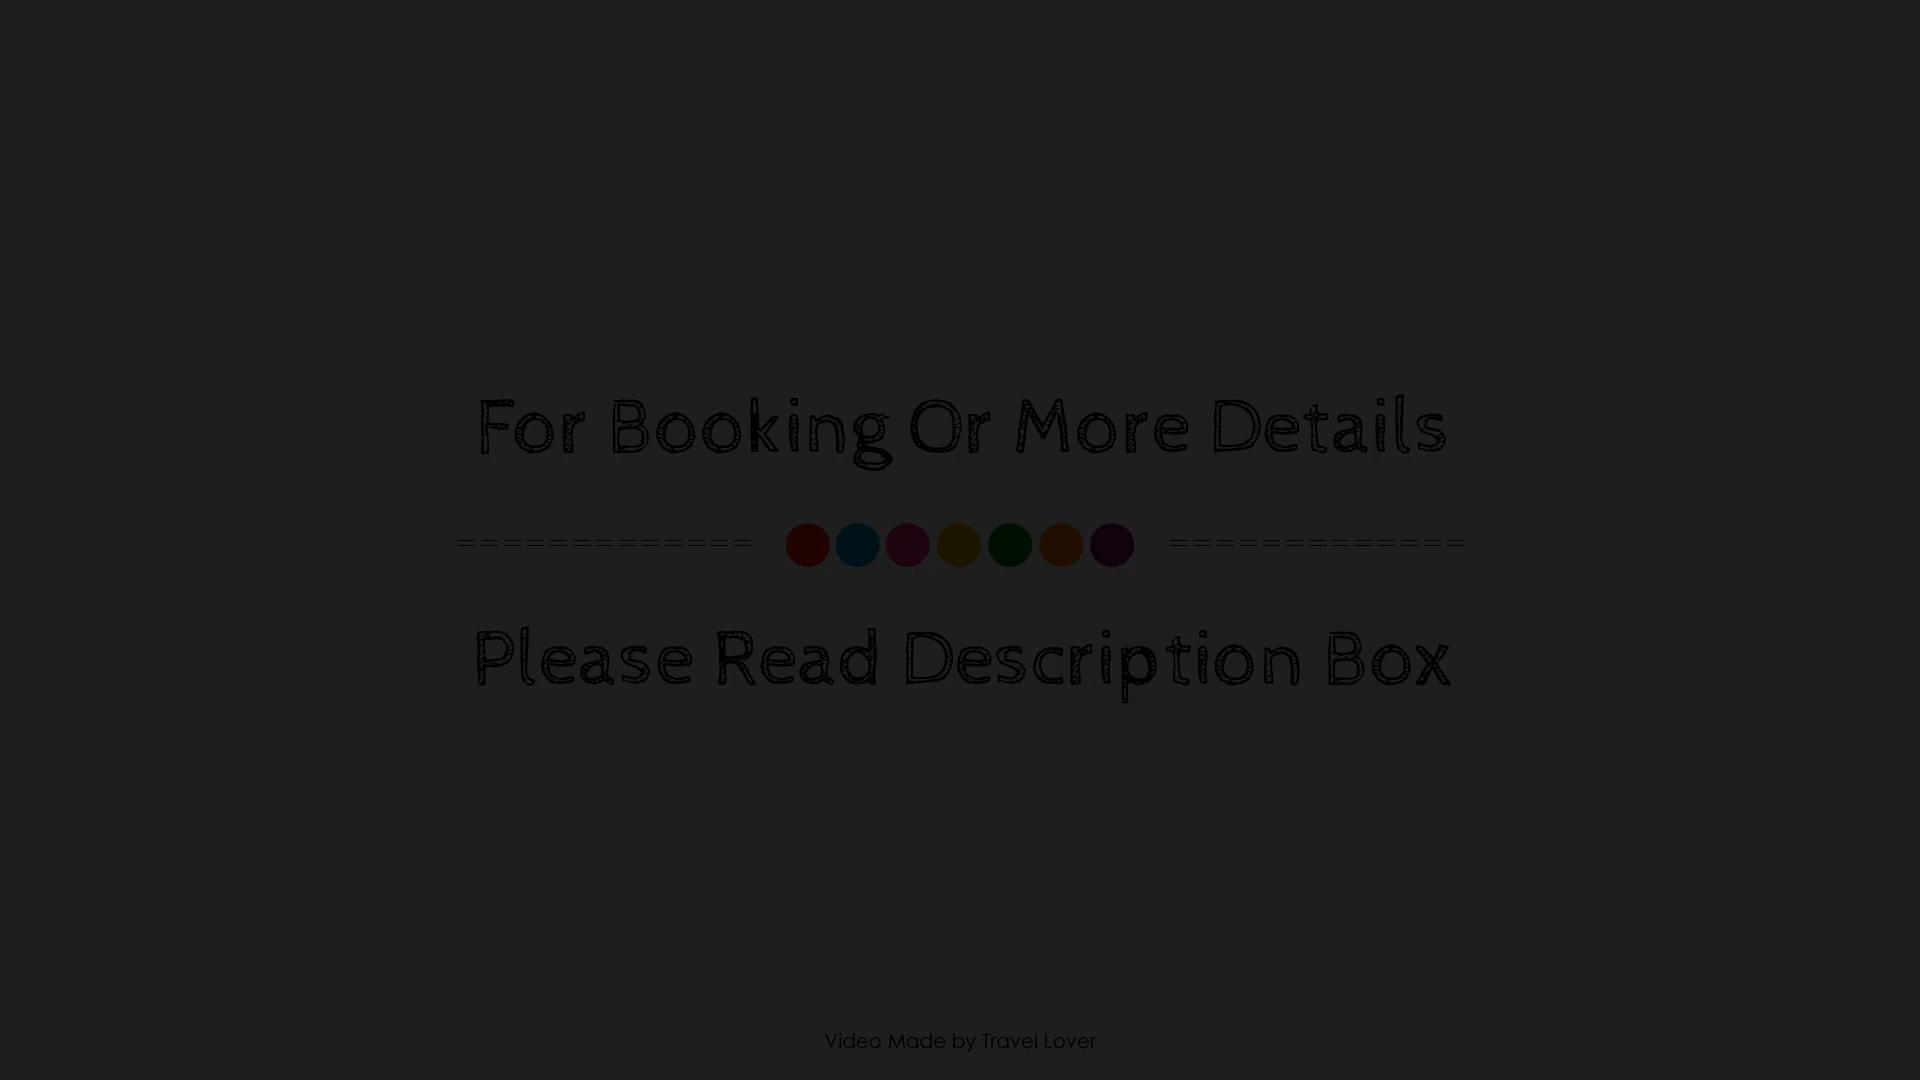 For Booking Or More Details
============= =============
Please Read Description Box
Video Made by Travel Lover